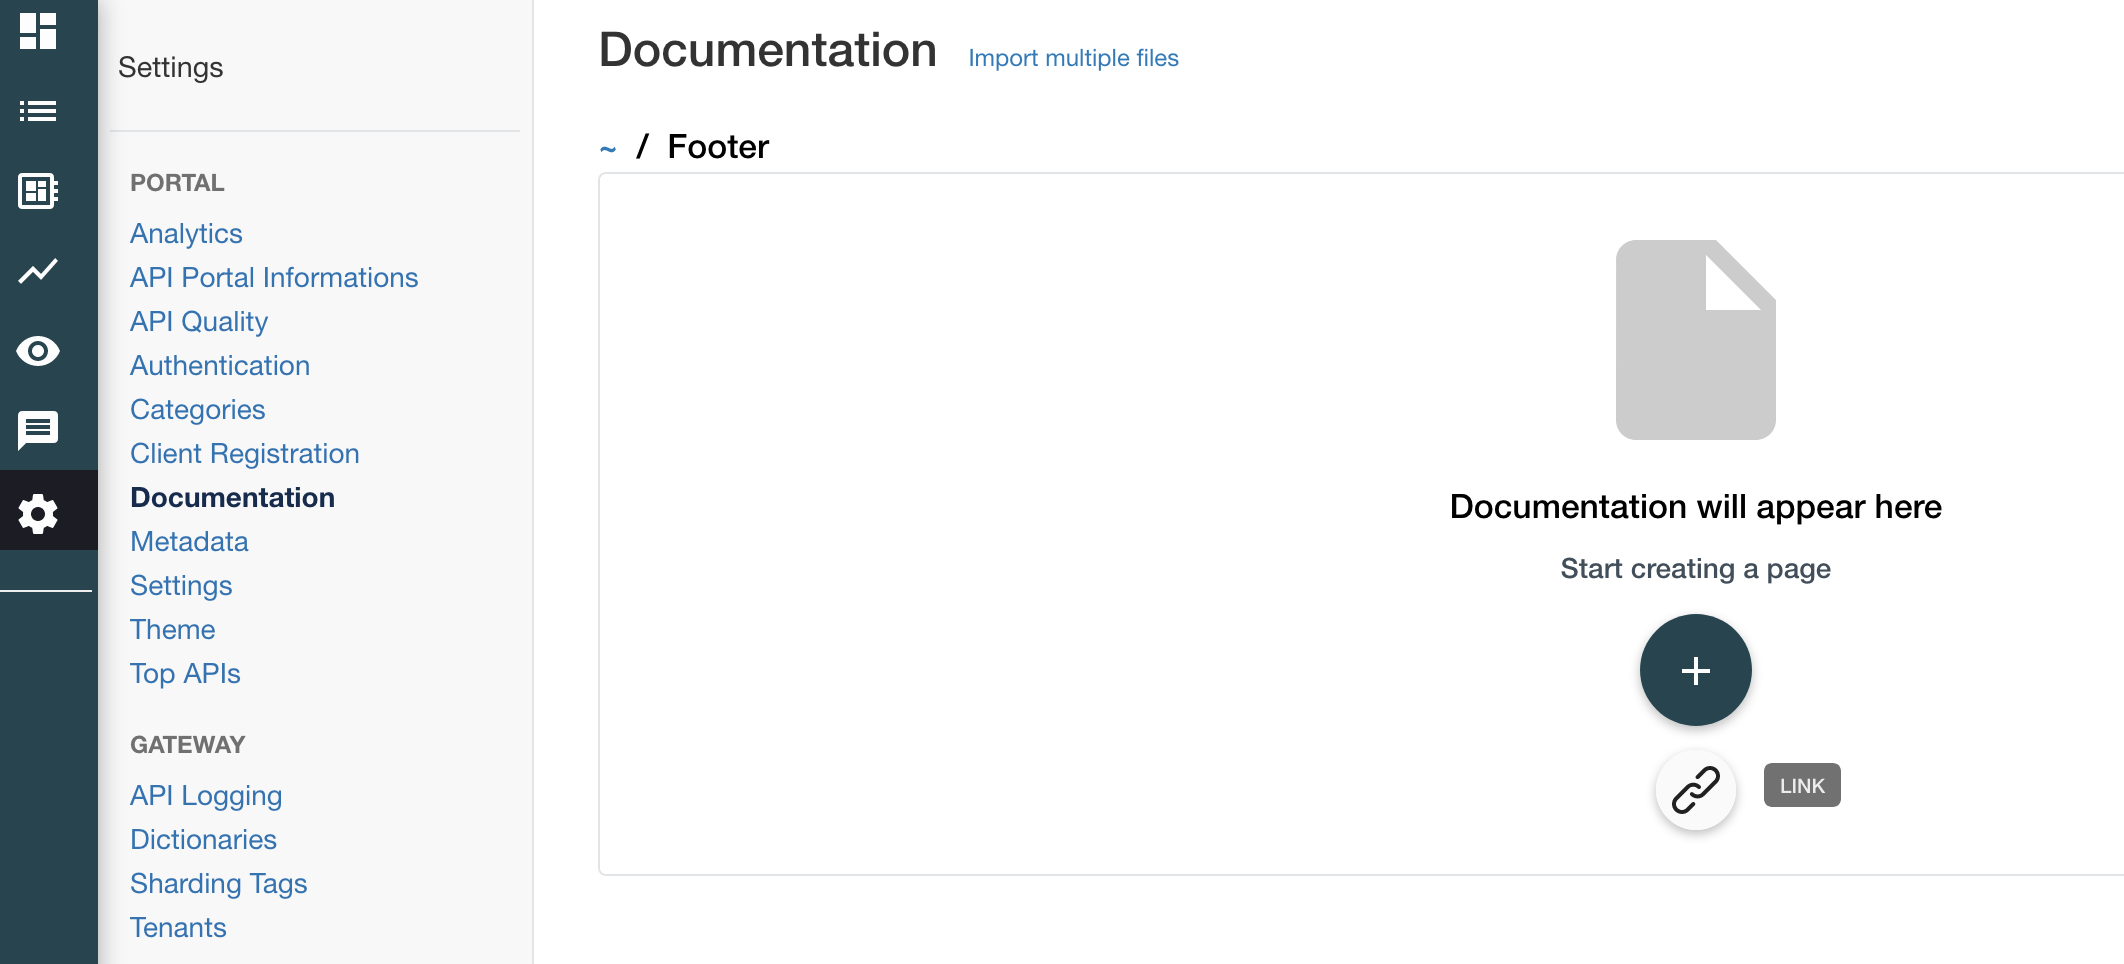 Settings
PORTAL
Analytics
API Portal Informations
API Quality
Authentication
Categories
Client Registration
Documentation
Metadata
Settings
Theme
Top APIs
GATEWAY
API Logging
Dictionaries
Sharding Tags
Tenants
Documentation Import multiple files
~ / Footer
Documentation will appear here
Start creating a page
+
LINK